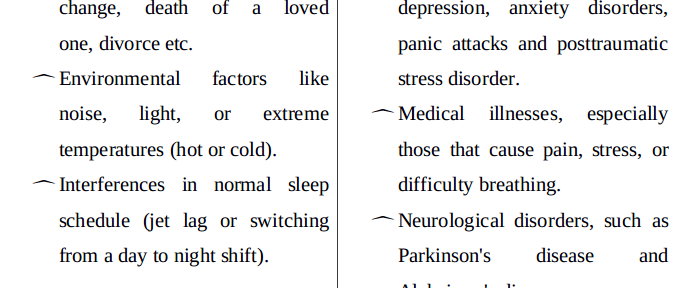 change, death of a loved
one, divorce etc.
Environmental factors like
noise, light, or extreme
temperatures (hot or cold).
Interferences in normal sleep
schedule (jet lag or switching
from a day to night shift).
depression, anxiety disorders,
panic attacks and posttraumatic
stress disorder.
Medical illnesses, especially
those that cause pain, stress, or
difficulty breathing.
Neurological disorders, such as
Parkinson's disease and